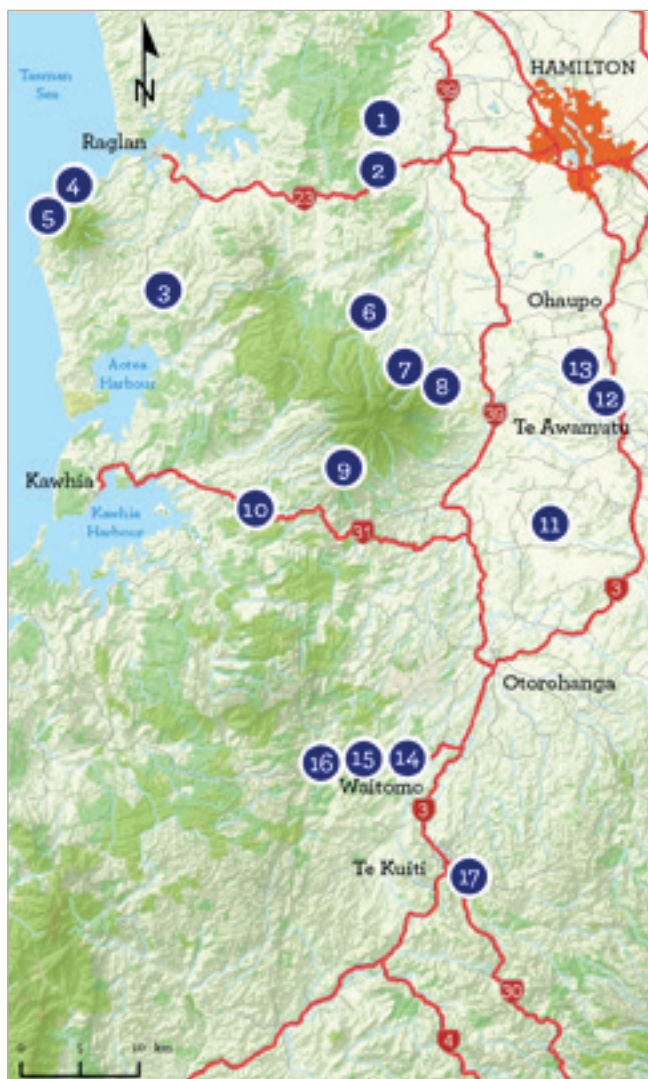 Tasman
Sea
N
HAMILTON
39
1
Raglan
2
23
4
5
3
Ohaupo
6
Aotea
Harbour
7
8
13
12
39
Te Awamutu
Kawhia
9
Kawhia
Harbour
10
31
11
3
Otorohanga
16
15
14
Waitomo
3
Te Kuiti
17
30
4
0
5
10 km